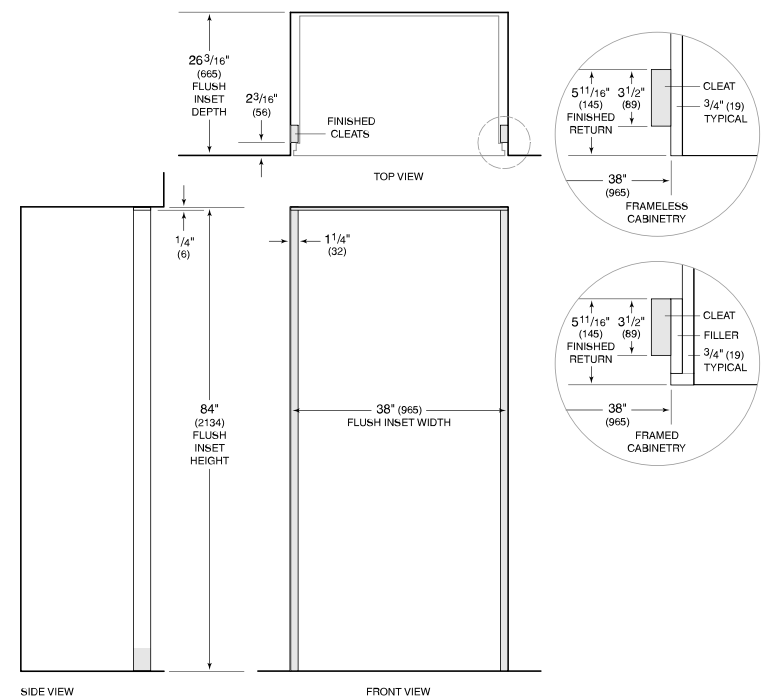 26 3/16"
(665)
FLUSH
INSET
DEPTH
2 3/16"
(56)
FINISHED
CLEATS
TOP VIEW
5 11/16"
(145)
FINISHED
RETURN
3 1/2"
(89)
CLEAT
3/4" (19)
TYPICAL
38"
(965)
FRAMELESS
CABINETRY
1/4"
(6)
1 1/4"
(32)
84"
(2134)
FLUSH
INSET
HEIGHT
38" (965)
FLUSH INSET WIDTH
5 11/16"
(145)
FINISHED
RETURN
3 1/2"
(89)
CLEAT
FILLER
3/4" (19)
TYPICAL
38"
(965)
FRAMED
CABINETRY
SIDE VIEW
FRONT VIEW